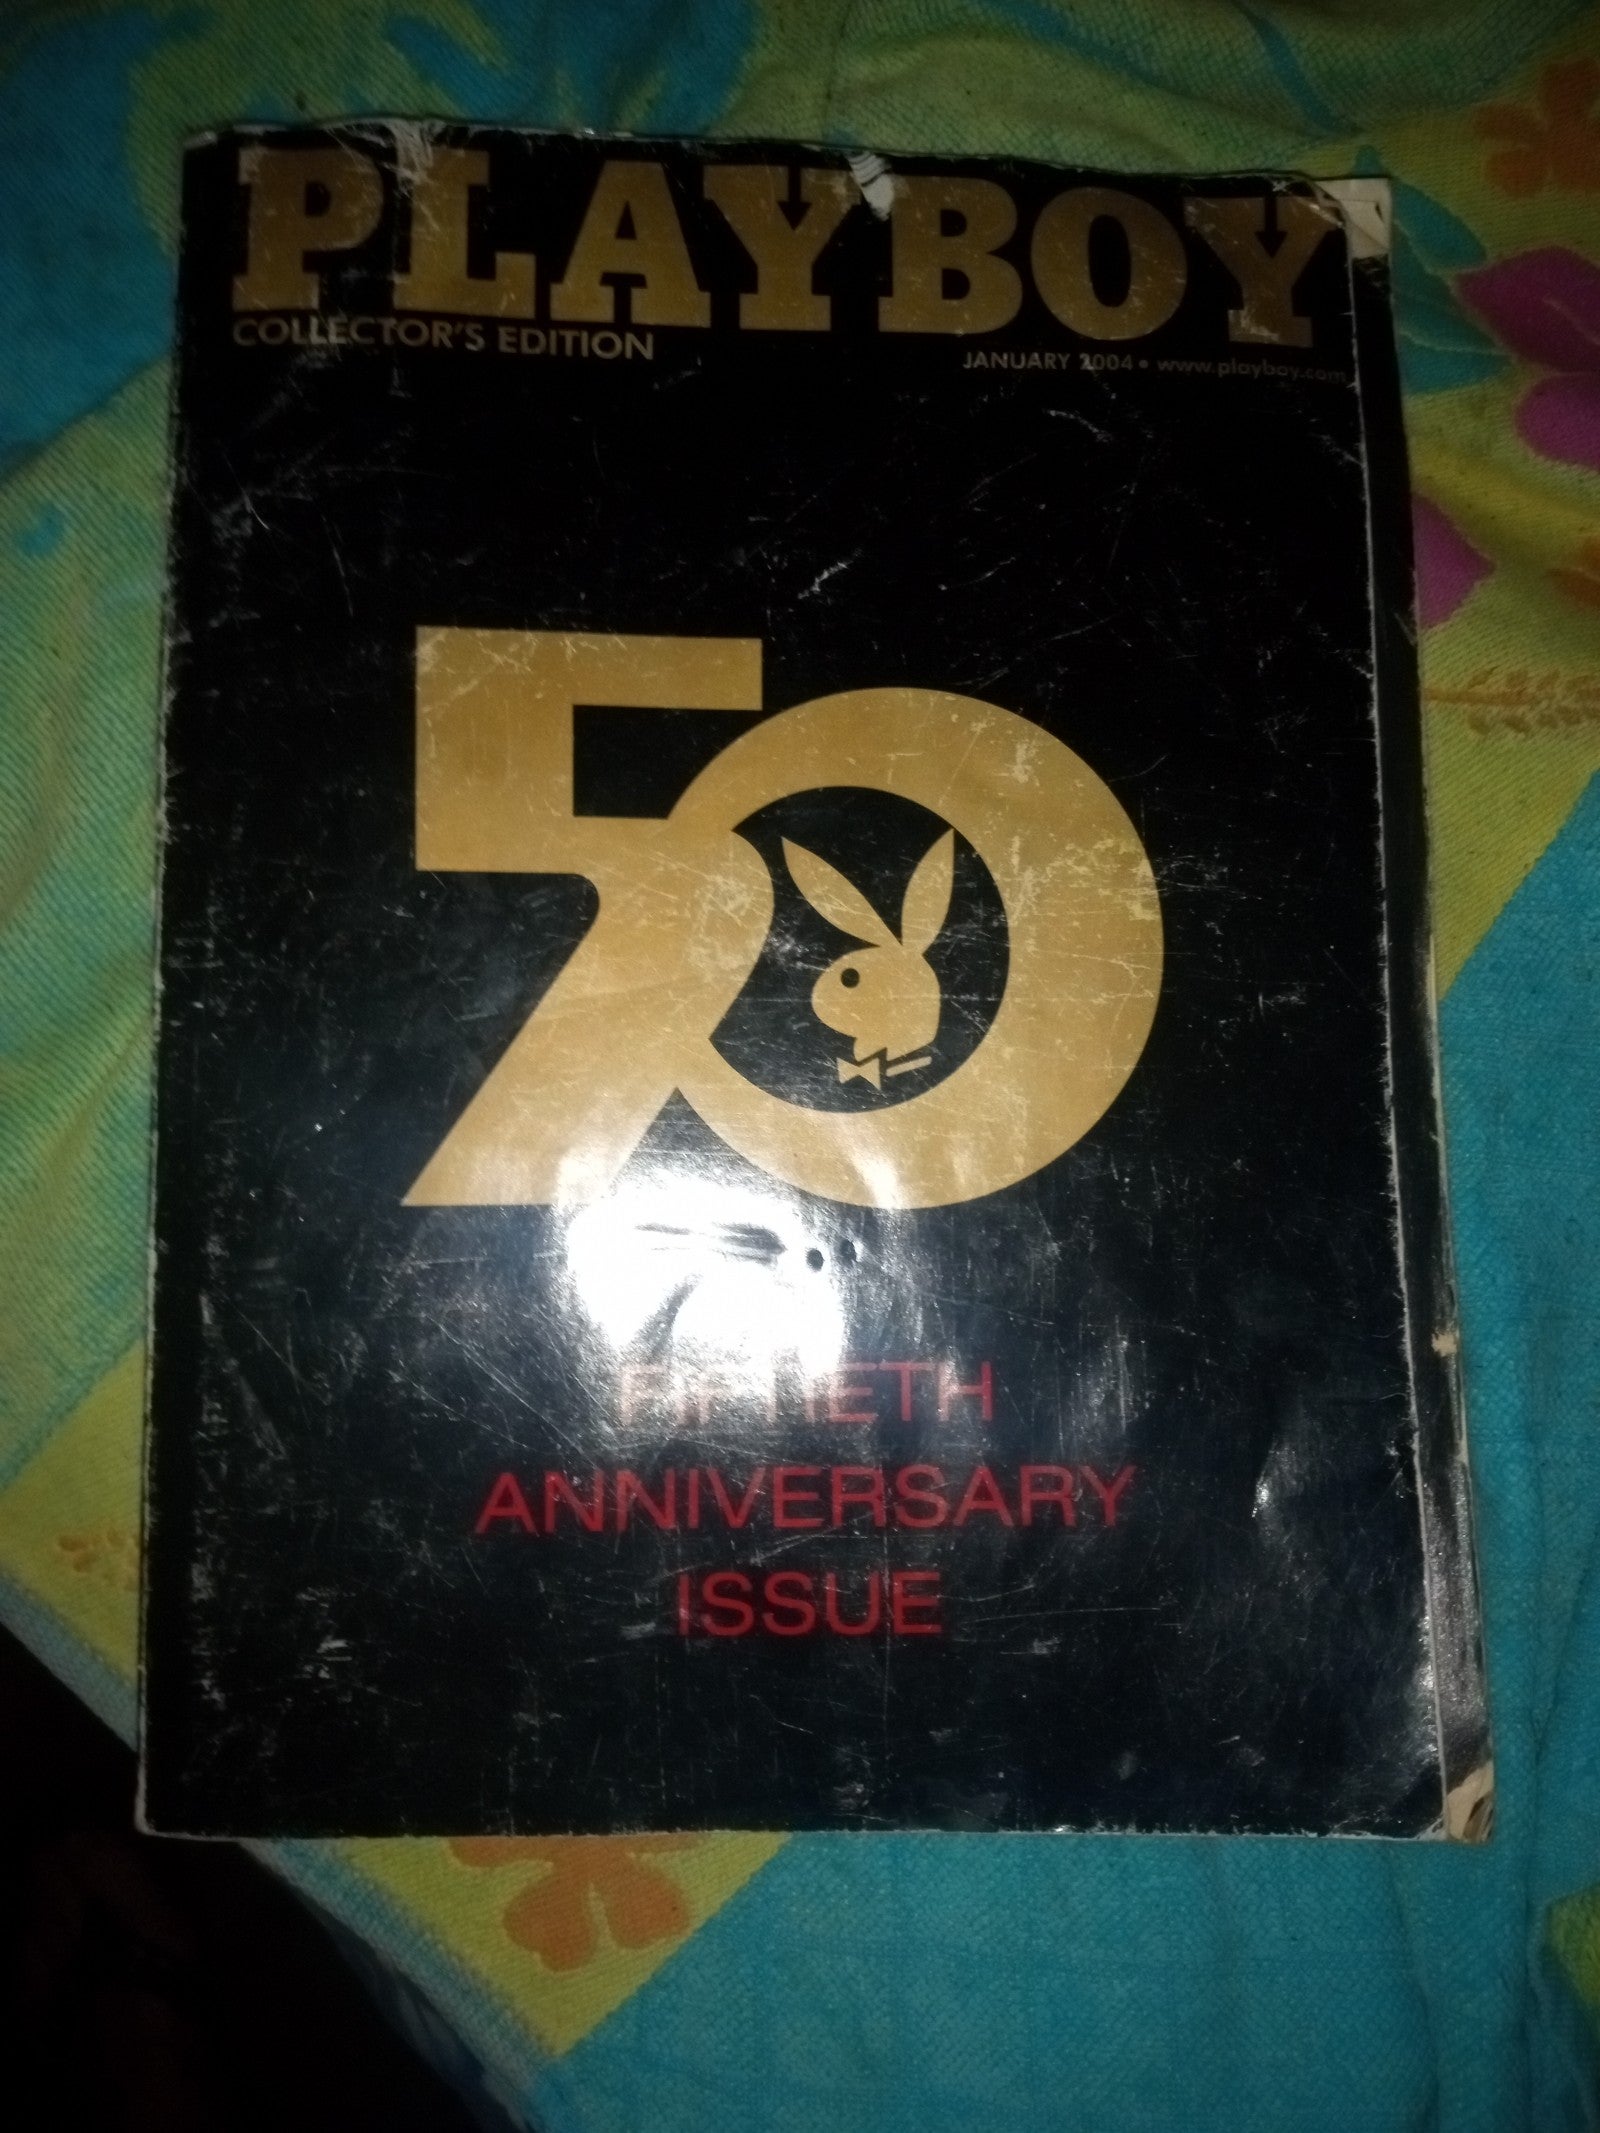 PLAYBOY
COLLECTOR'S EDITION
JANUARY 2004 • www.playboy.com
50
FIFTIETH
ANNIVERSARY
ISSUE